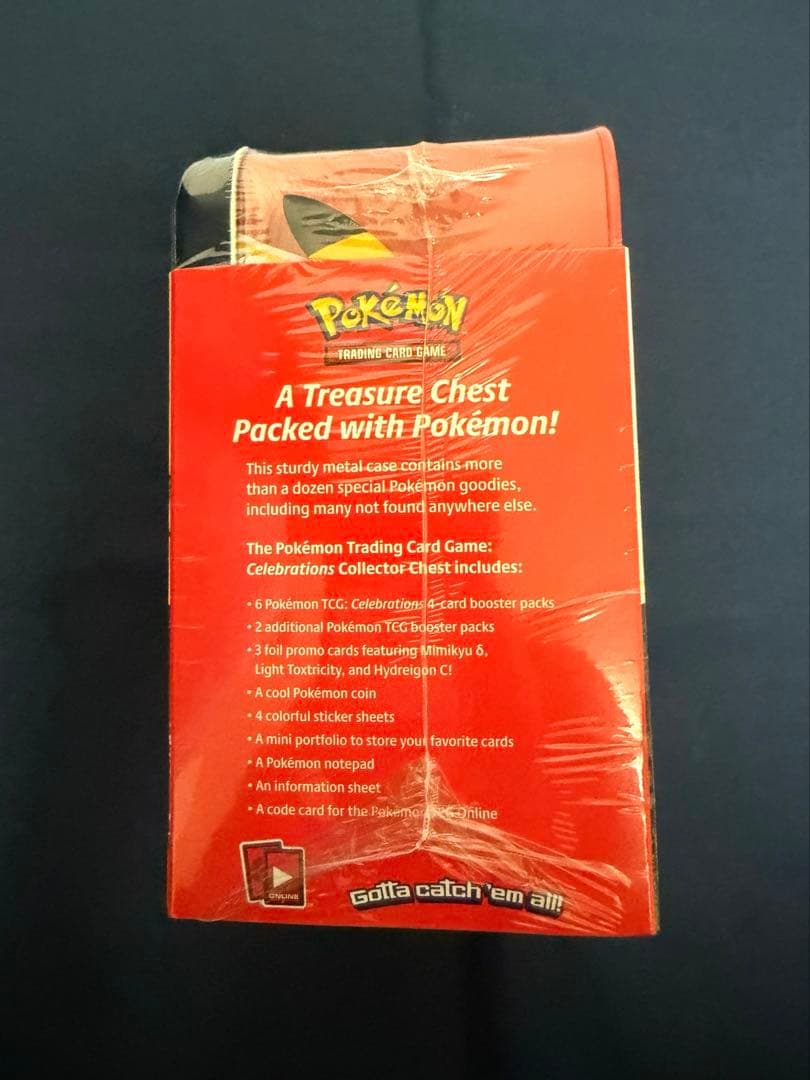 Pokémon
TRADING CARD GAME
A Treasure Chest
Packed with Pokémon!
This sturdy metal case contains more
than a dozen special Pokémon goodies,
including many not found anywhere else.
The Pokémon Trading Card Game:
Celebrations Collector Chest includes:
• 6 Pokémon TCG: Celebrations 4-card booster packs
• 2 additional Pokémon TCG booster packs
• 3 foil promo cards featuring Mimikyu δ,
Light Toxtricity, and Hydreigon C!
• A cool Pokémon coin
• 4 colorful sticker sheets
• A mini portfolio to store your favorite cards
• A Pokémon notepad
• An information sheet
• A code card for the Pokémon TCG Online
ONLINE
Gotta catch 'em all!